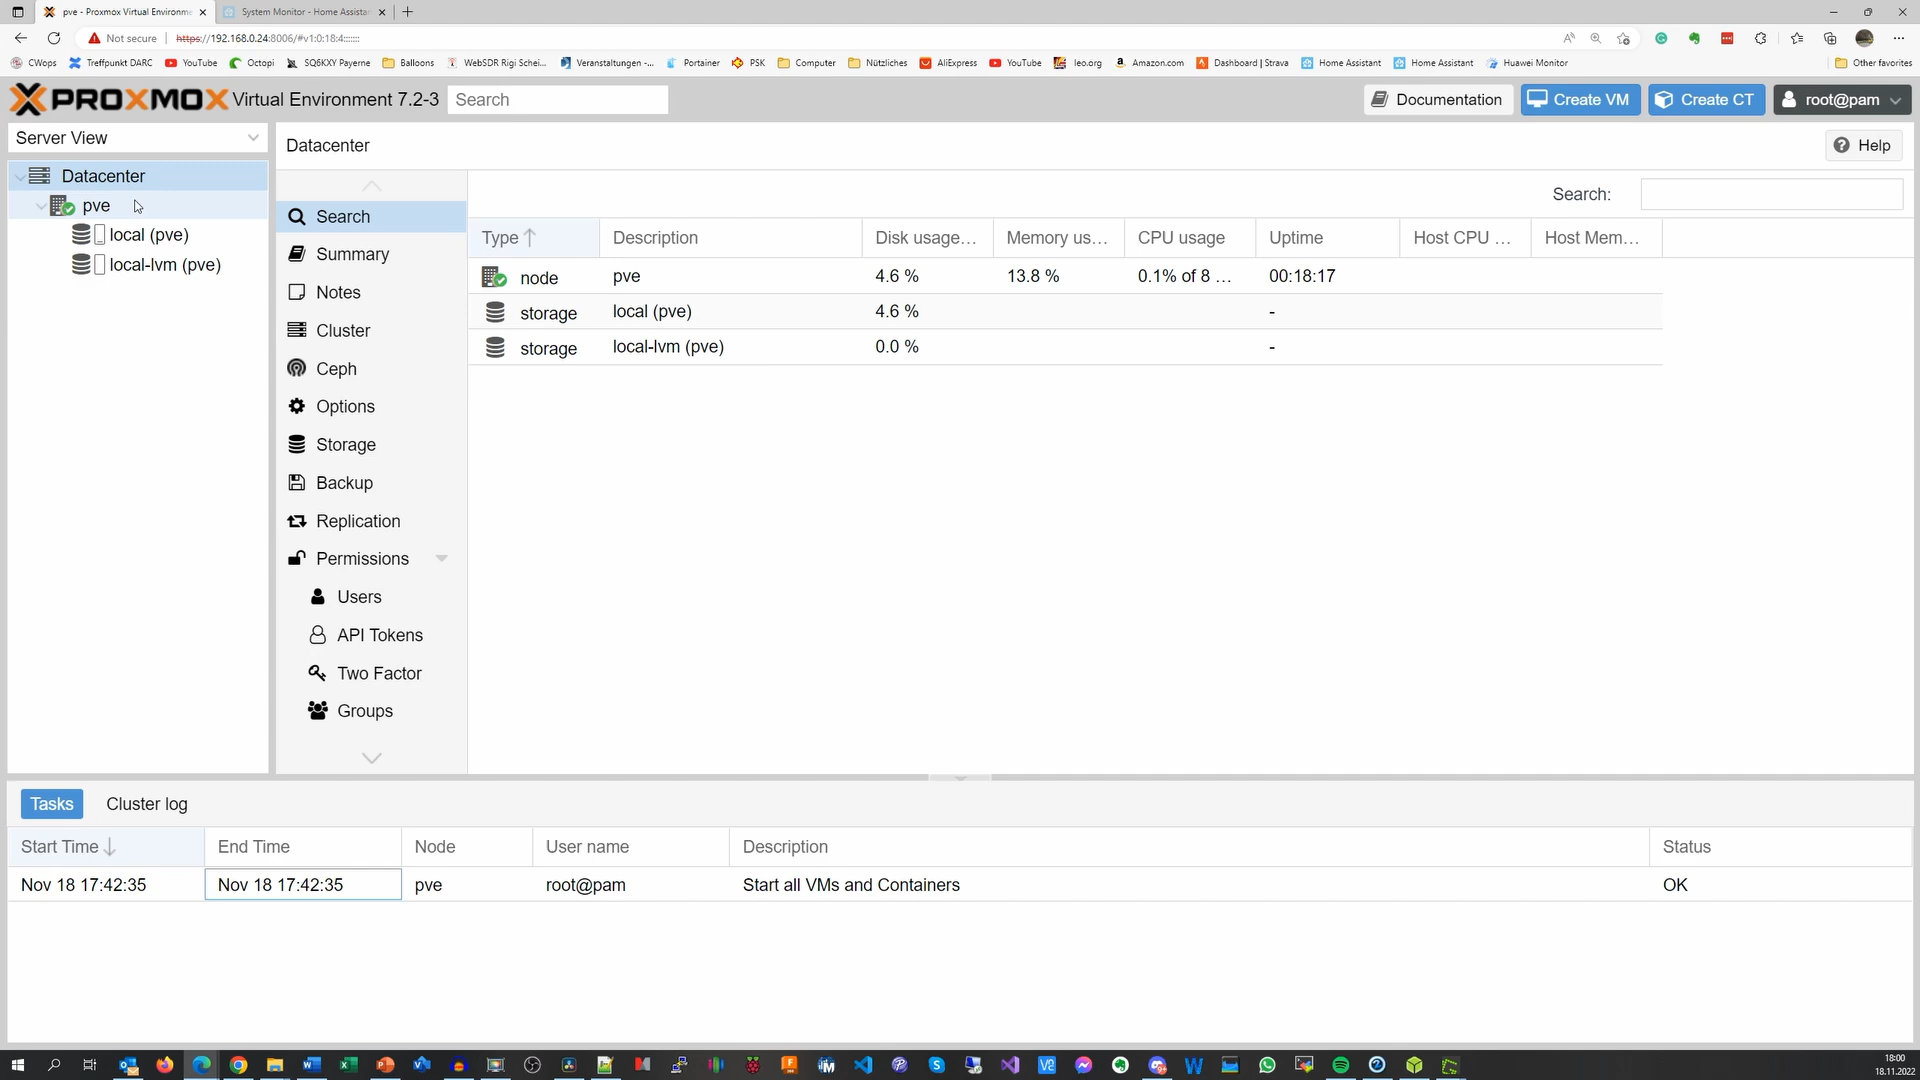 pve - Proxmox Virtual Environme
System Monitor - Home Assistan
Not secure
https://192.168.0.24:8006/#v1:0:18:4:::::::
CWops
Treffpunkt DARC
YouTube
Octopi
SQ6KXY Payerne
Balloons
WebSDR Rigi Schei...
Veranstaltungen -...
Portainer
PSK
Computer
Nützliches
AliExpress
YouTube
leo.org
Amazon.com
Dashboard | Strava
Home Assistant
Home Assistant
Huawei Monitor
Other favorites
PROXMOX Virtual Environment 7.2-3
Search
Documentation
Create VM
Create CT
root@pam
Server View
Datacenter
Help
Datacenter
pve
local (pve)
local-lvm (pve)
Search
Summary
Notes
Cluster
Ceph
Options
Storage
Backup
Replication
Permissions
Users
API Tokens
Two Factor
Groups
Search:
Type Description Disk usage... Memory us... CPU usage Uptime Host CPU ... Host Mem...
node pve 4.6 % 13.8 % 0.1% of 8 ... 00:18:17
storage local (pve) 4.6 % -
storage local-lvm (pve) 0.0 % -
Tasks
Cluster log
Start Time End Time Node User name Description Status
Nov 18 17:42:35 Nov 18 17:42:35 pve root@pam Start all VMs and Containers OK
18:00
18.11.2022